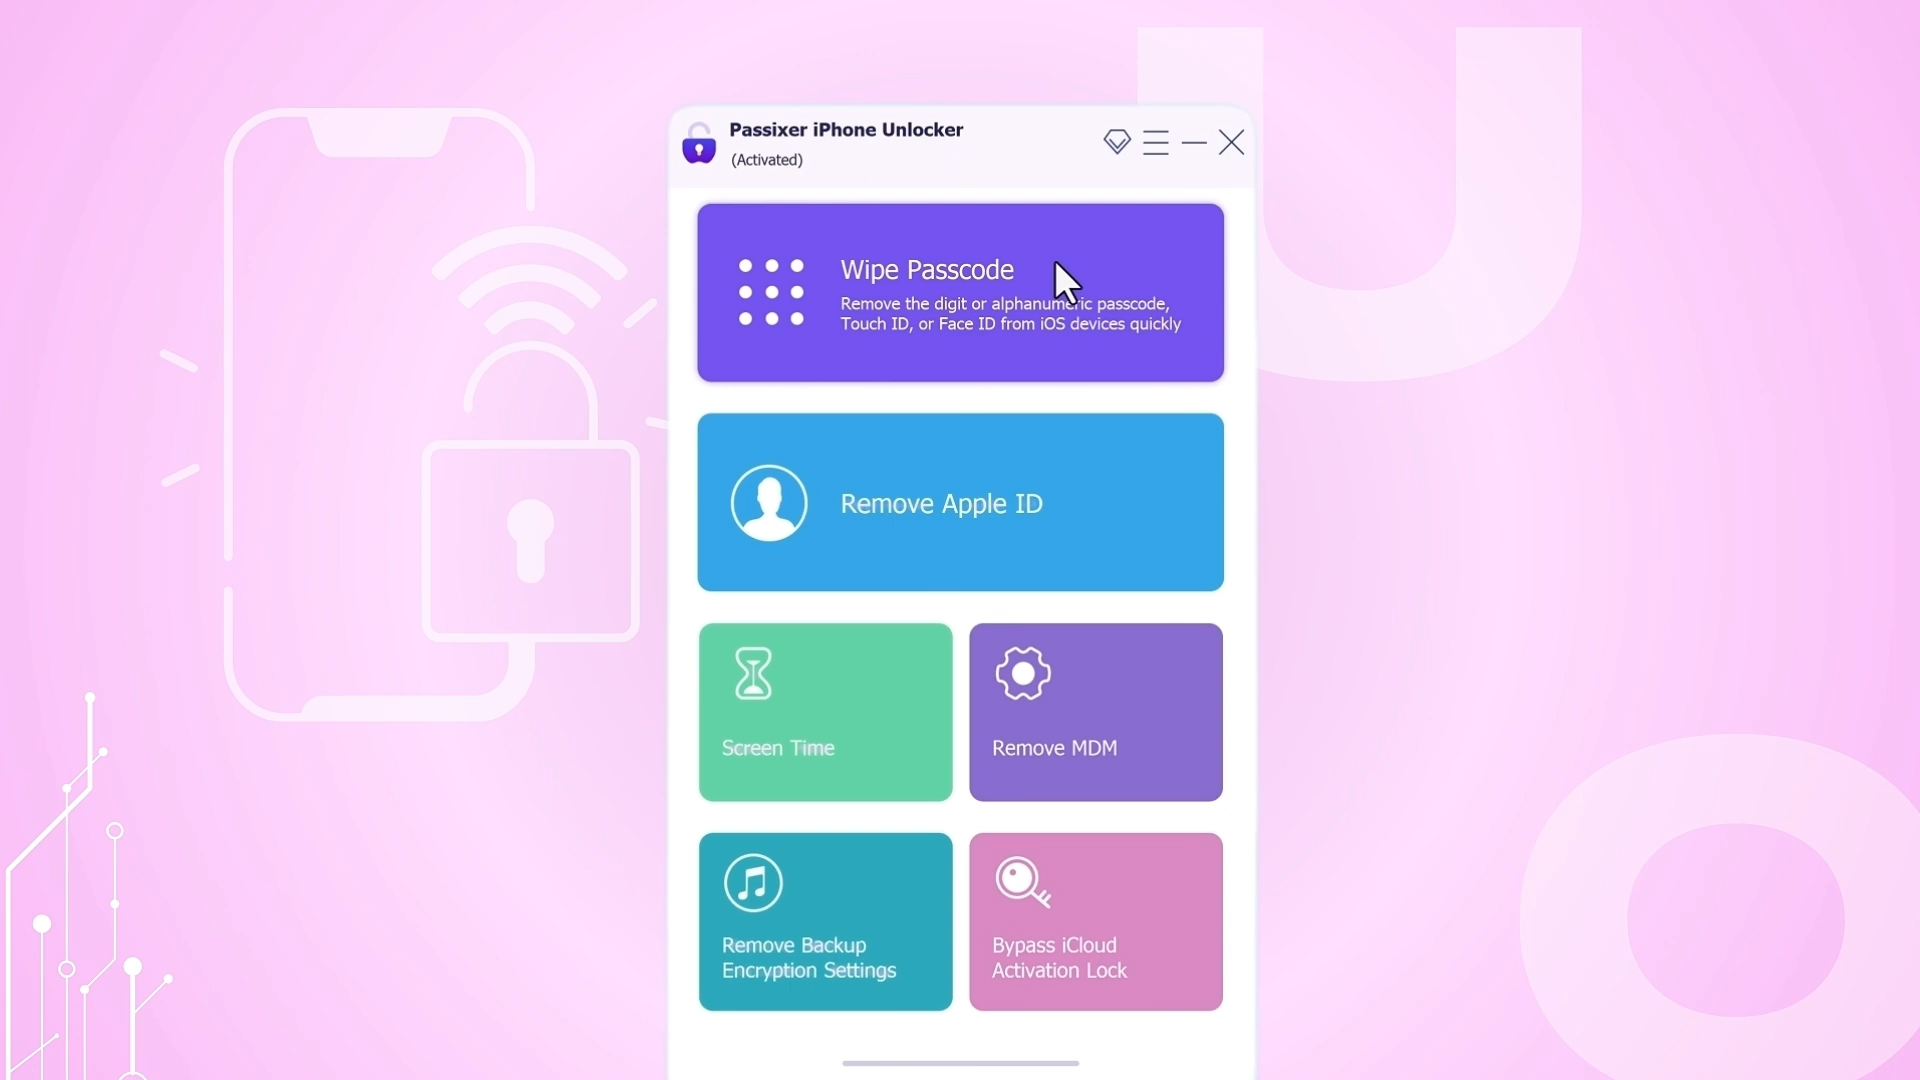 Passixer iPhone Unlocker
(Activated)
Wipe Passcode
Remove the digit or alphanumeric passcode,
Touch ID, or Face ID from iOS devices quickly
Remove Apple ID
Screen Time
Remove MDM
Remove Backup
Encryption Settings
Bypass iCloud
Activation Lock